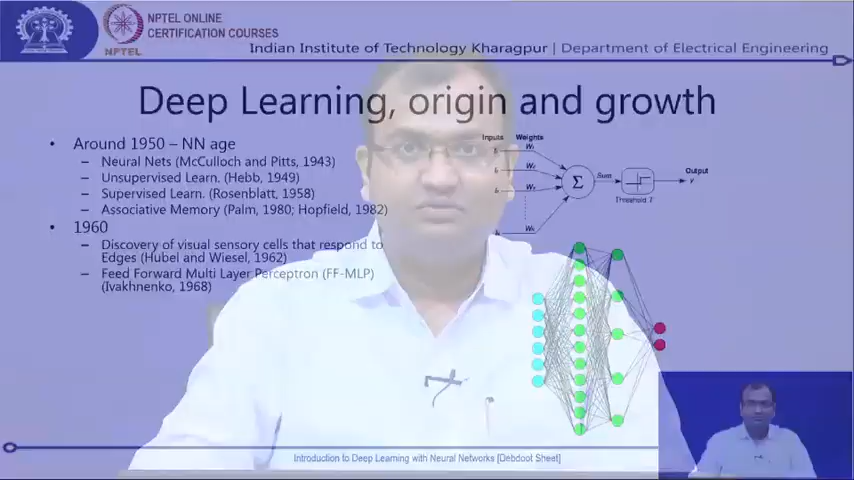 NPTEL ONLINE
CERTIFICATION COURSES
NPTEL
Indian Institute of Technology Kharagpur | Department of Electrical Engineering
Deep Learning, origin and growth
• Around 1950 – NN age
– Neural Nets (McCulloch and Pitts, 1943)
– Unsupervised Learn. (Hebb, 1949)
– Supervised Learn. (Rosenblatt, 1958)
– Associative Memory (Palm, 1980; Hopfield, 1982)
• 1960
– Discovery of visual sensory cells that respond to
Edges (Hubel and Wiesel, 1962)
– Feed Forward Multi Layer Perceptron (FF-MLP)
(Ivakhnenko, 1968)
Inputs Weights
W₁
W₂
Σ
Sum
Threshold T
Output
y
Introduction to Deep Learning with Neural Networks [Debdoot Sheet]